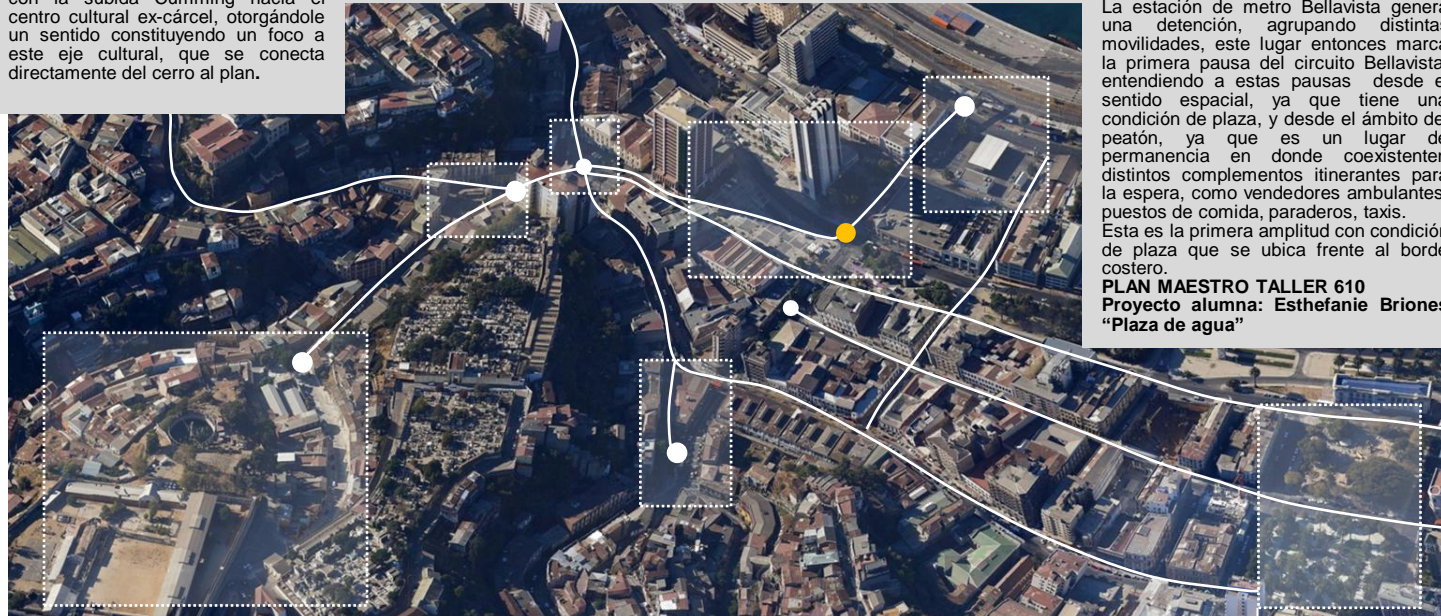 con la subida Cumming hacia el
centro cultural ex-cárcel, otorgándole
un sentido constituyendo un foco a
este eje cultural, que se conecta
directamente del cerro al plan.
La estación de metro Bellavista genera
una detención, agrupando distintas
movilidades, este lugar entonces marca
la primera pausa del circuito Bellavista
entendiendo a estas pausas desde e
sentido espacial, ya que tiene una
condición de plaza, y desde el ámbito de
peatón, ya que es un lugar de
permanencia en donde coexistenten
distintos complementos itinerantes para
la espera, como vendedores ambulantes
puestos de comida, paraderos, taxis.
Esta es la primera amplitud con condición
de plaza que se ubica frente al borde
costero.
PLAN MAESTRO TALLER 610
Proyecto alumna: Esthefanie Briones
“Plaza de agua”